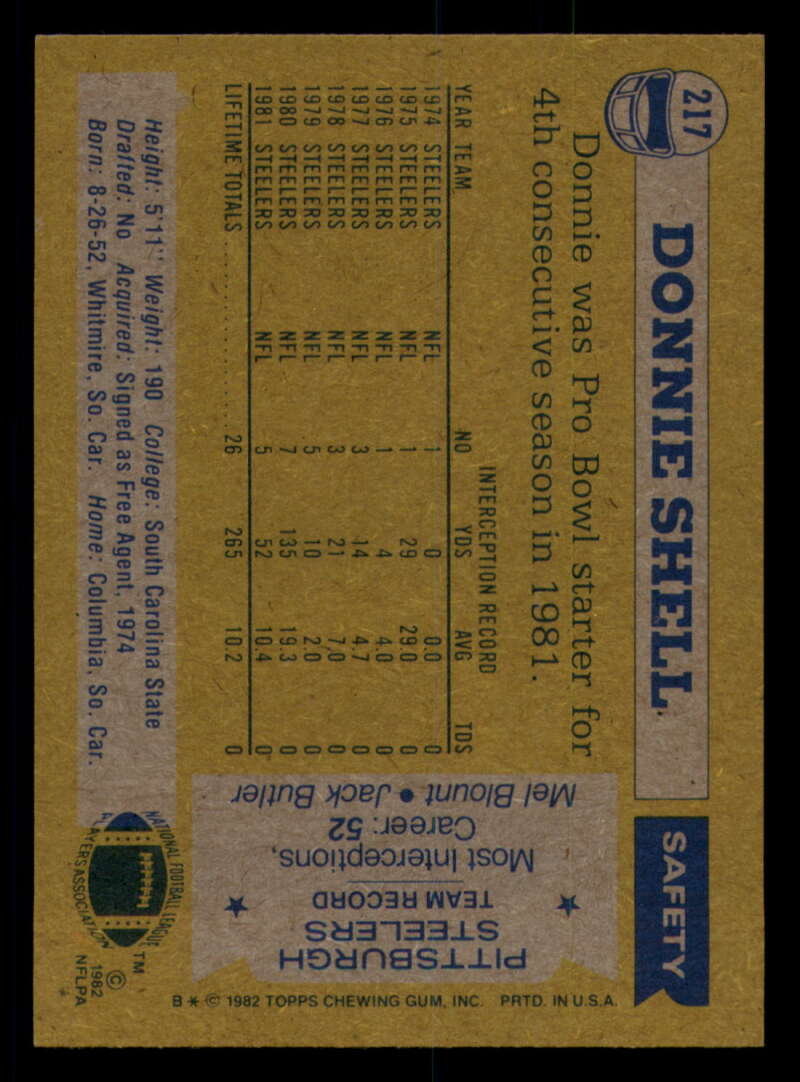 217
DONNIE SHELL
SAFETY
Donnie was Pro Bowl starter for
4th consecutive season in 1981.
INTERCEPTION RECORD
YEAR TEAM NO YDS AVG TDS
1974 STEELERS NFL 1 0 0.0 0
1975 STEELERS NFL 1 29 29.0 0
1976 STEELERS NFL 1 4 4.0 0
1977 STEELERS NFL 3 14 4.7 0
1978 STEELERS NFL 3 21 7.0 0
1979 STEELERS NFL 5 10 2.0 0
1980 STEELERS NFL 7 135 19.3 0
1981 STEELERS NFL 5 52 10.4 0
LIFETIME TOTALS 26 265 10.2 0
Height: 5'11" Weight: 190 College: South Carolina State
Drafted: No Acquired: Signed as Free Agent, 1974
Born: 8-26-52, Whitmire, So. Car. Home: Columbia, So. Car.
PITTSBURGH
STEELERS
TEAM RECORD
Most Interceptions,
Career: 52
Mel Blount • Jack Butler
NATIONAL FOOTBALL LEAGUE
PLAYERS ASSOCIATION
TM
©
1982
NFLPA
B * © 1982 TOPPS CHEWING GUM, INC. PRTD. IN U.S.A.